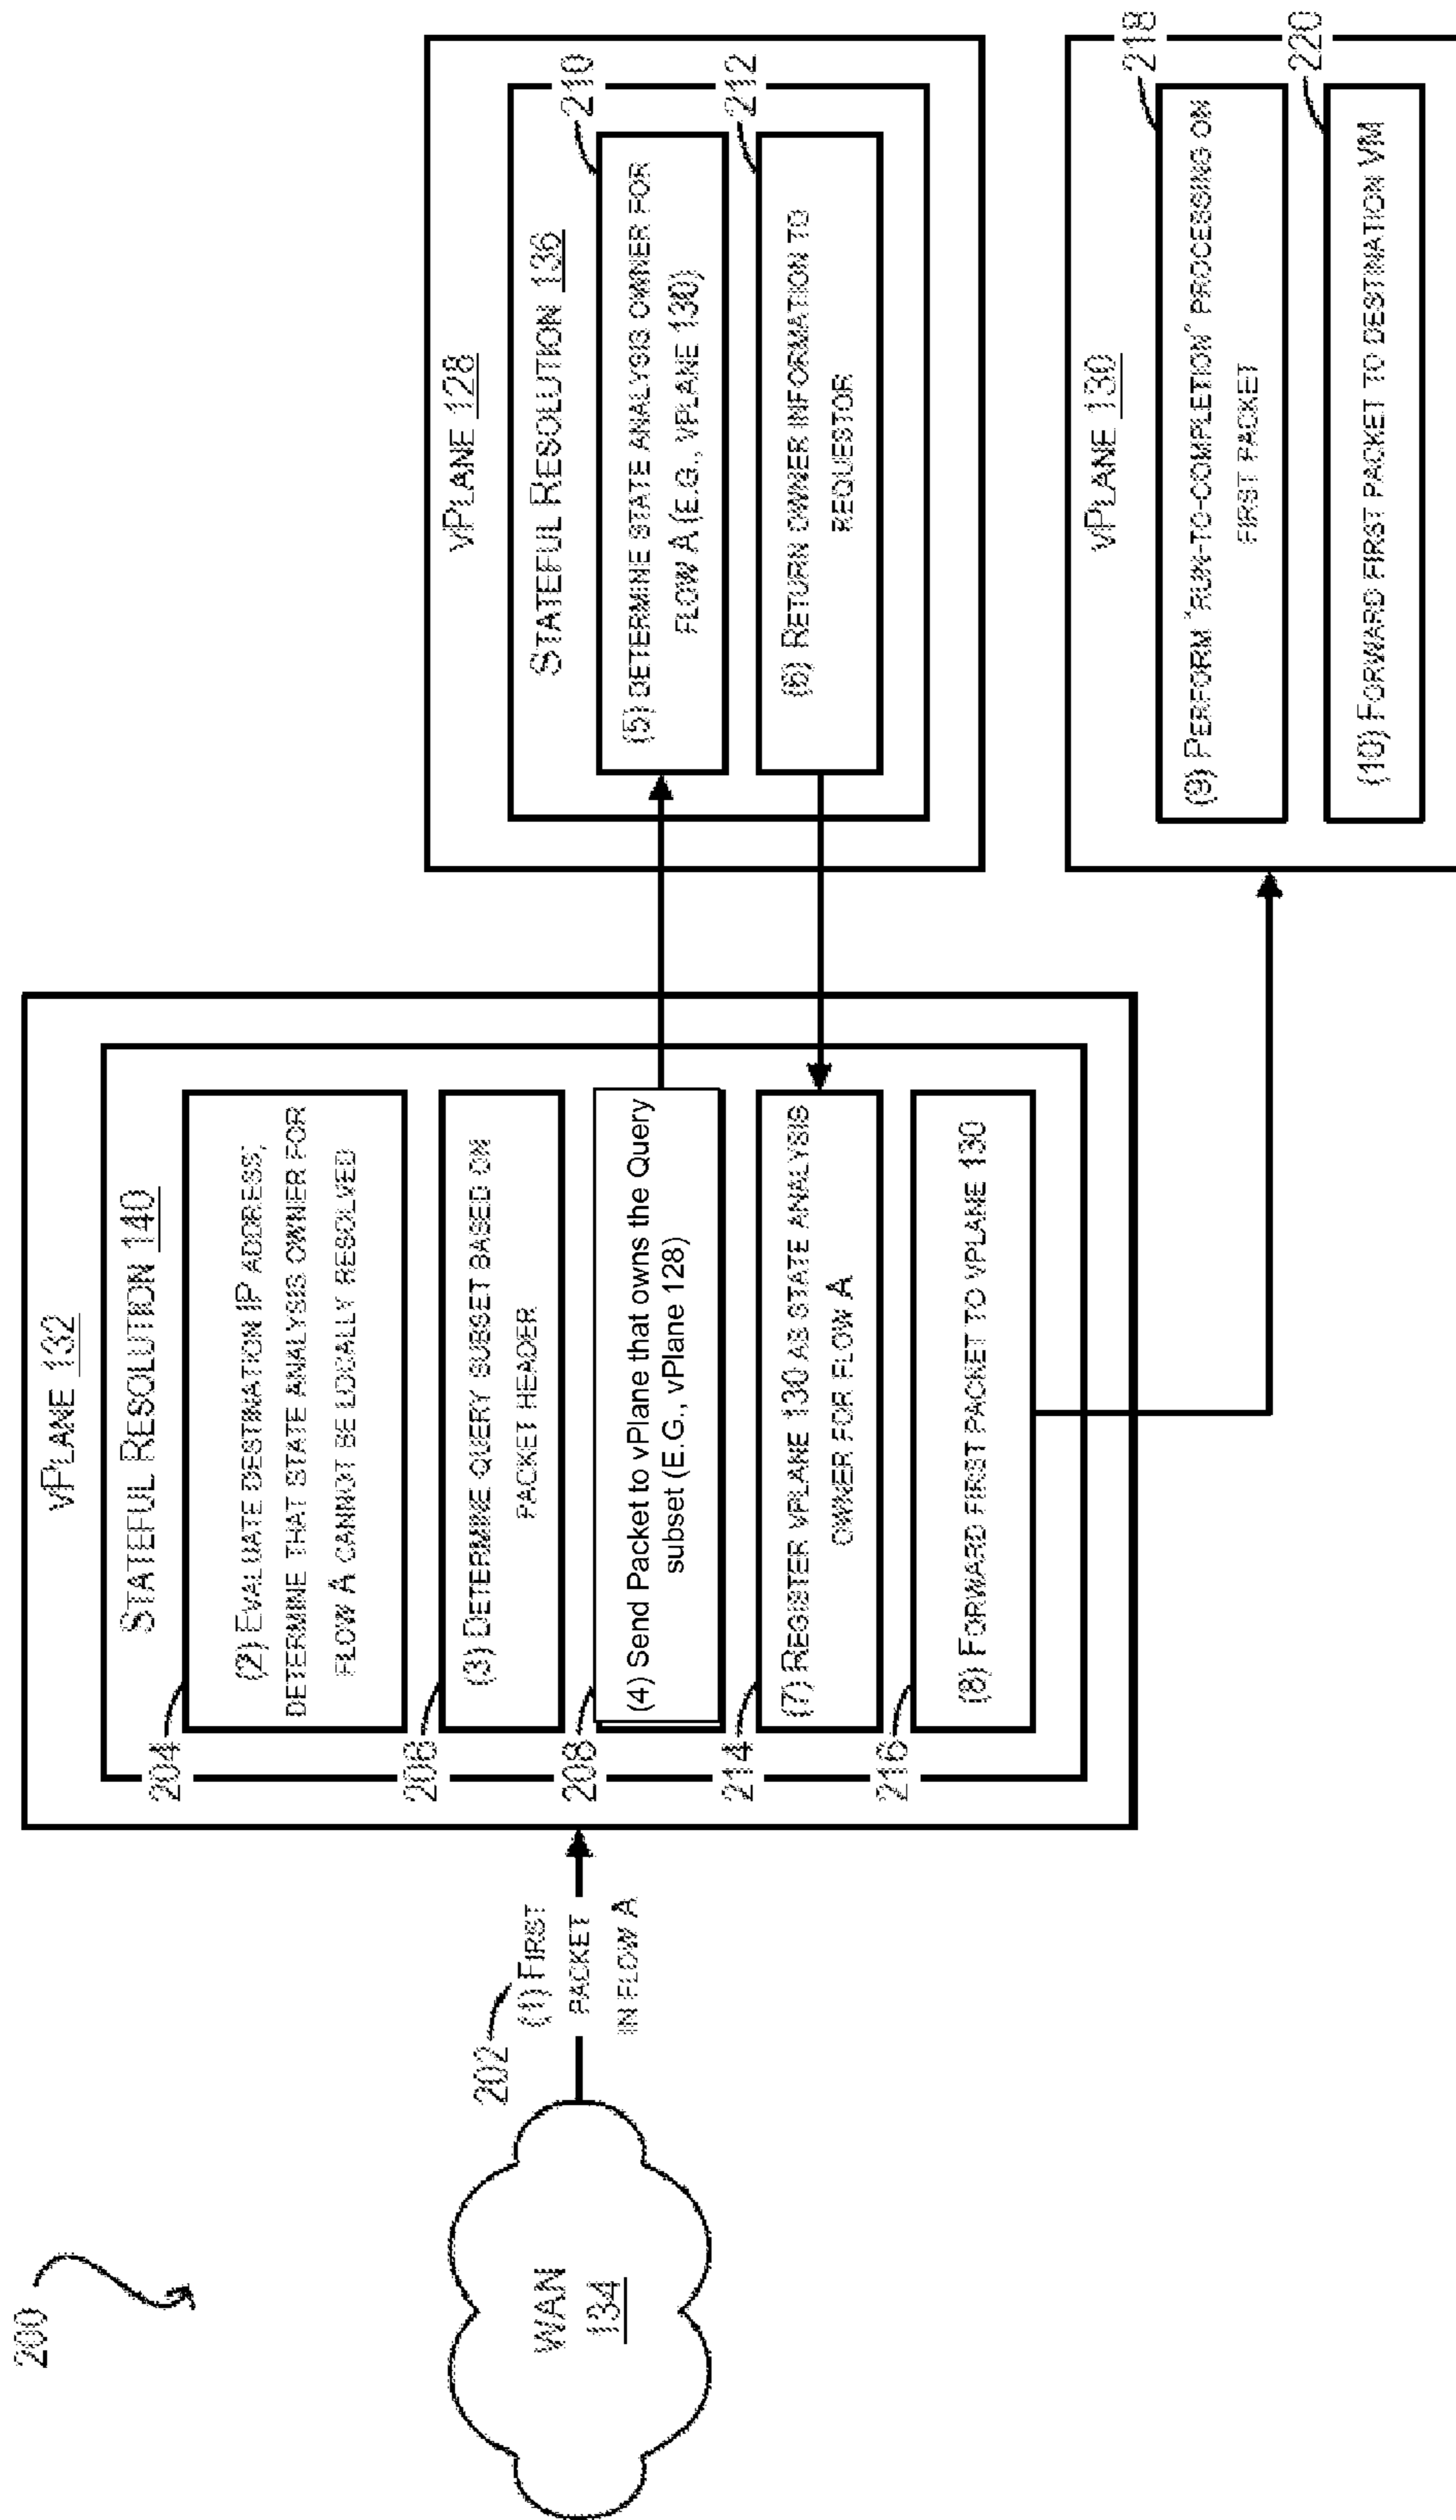 200
WAN
134
202
(1) First
packet
in flow A
vPlane 132
Stateful Resolution 140
204
(2) Evaluate destination IP address;
determine that state analysis owner for
flow A cannot be locally resolved
206
(3) Determine query subset based on
packet header
208
(4) Send Packet to vPlane that owns the Query
subset (E.G., vPlane 128)
214
(7) Register vPlane 130 as state analysis
owner for flow A
216
(8) Forward first packet to vPlane 130
vPlane 128
Stateful Resolution 136
210
(5) determine state analysis owner for
flow A (e.g., vPlane 130)
212
(6) Return owner information to
requestor
vPlane 130
218
(9) Perform "run-to-completion" processing on
first packet
220
(10) Forward first packet to destination VM